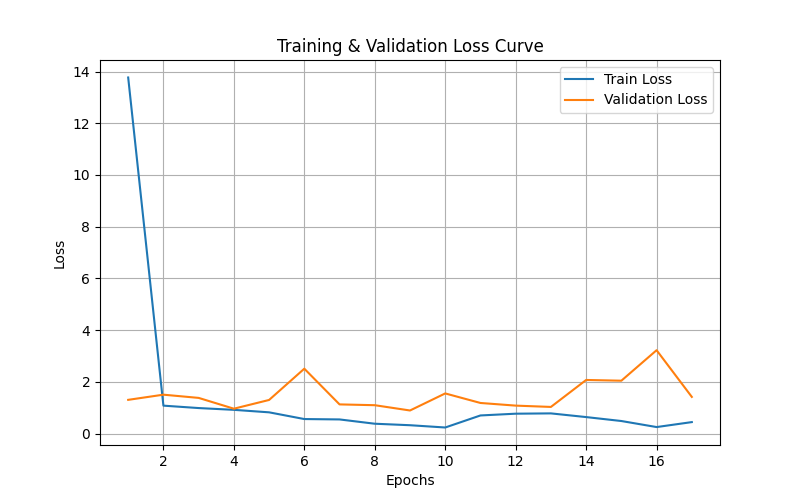 Training & Validation Loss Curve
Train Loss
Validation Loss
14
12
10
8
6
4
2
0
Loss
2 4 6 8 10 12 14 16
Epochs